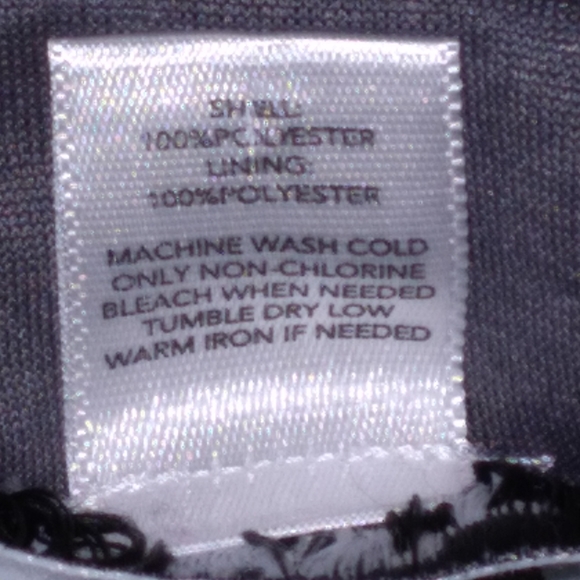 SHELL:
100%POLYESTER
LINING:
100%POLYESTER
MACHINE WASH COLD
ONLY NON-CHLORINE
BLEACH WHEN NEEDED
TUMBLE DRY LOW
WARM IRON IF NEEDED